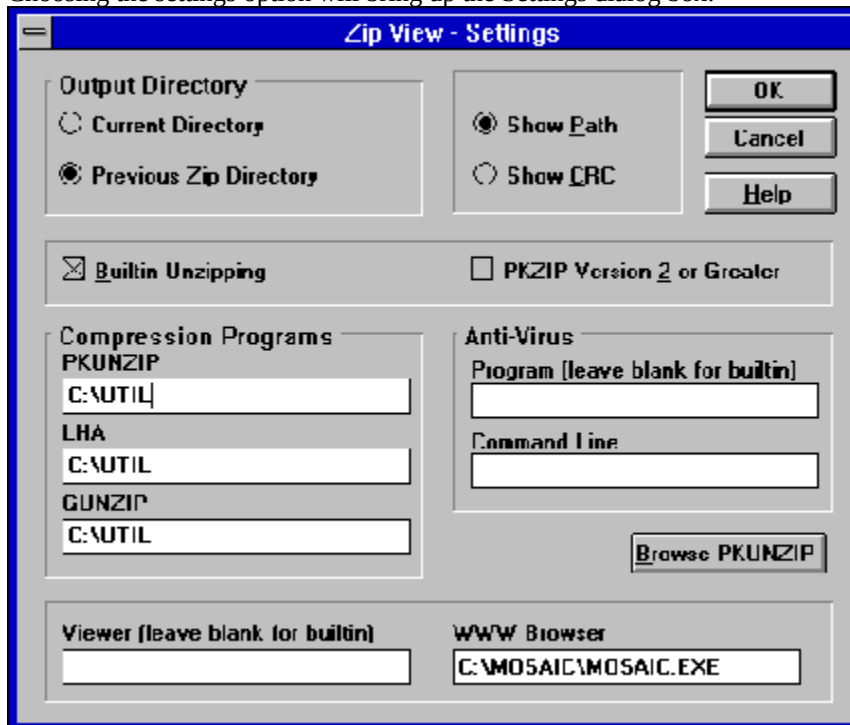 Choosing the settings option will bring up the Settings dialog box.
Zip View - Settings
Output Directory
Current Directory
Previous Zip Directory
Show Path
Show CRC
OK
Cancel
Help
Builtin Unzipping
PKZIP Version 2 or Greater
Compression Programs
PKUNZIP
C:\UTIL
LHA
C:\UTIL
GUNZIP
C:\UTIL
Anti-Virus
Program (leave blank for builtin)
Command Line
Browse PKUNZIP
Viewer (leave blank for builtin)
WWW Browser
C:\MOSAIC\MOSAIC.EXE